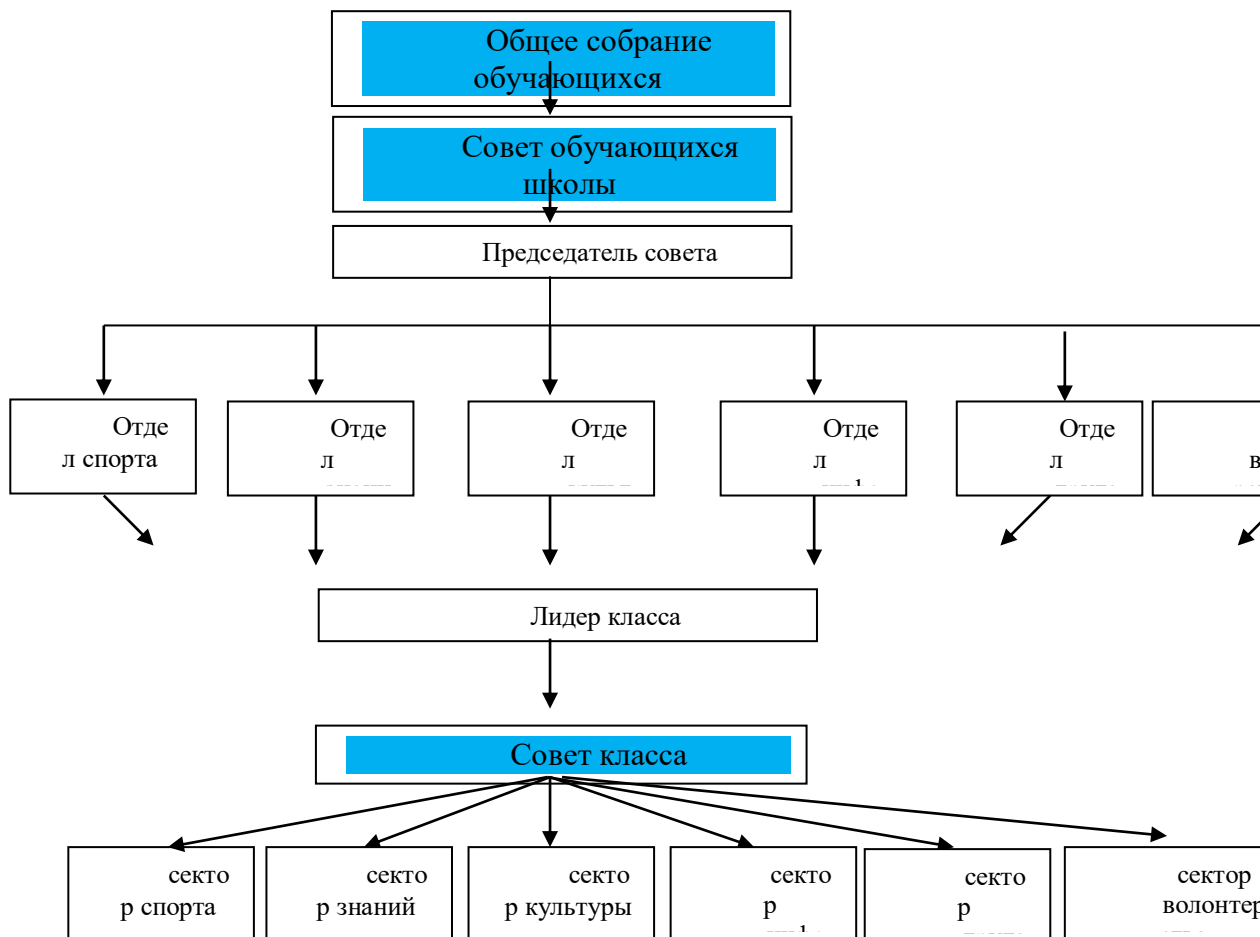 Общее собрание
обучающихся
Совет обучающихся
школы
Председатель совета
Отде
л спорта
Отде
л
Отде
л
Отде
л
Отде
л
Лидер класса
Совет класса
секто
р спорта
секто
р знаний
секто
р культуры
секто
р
секто
р
сектор
волонтер